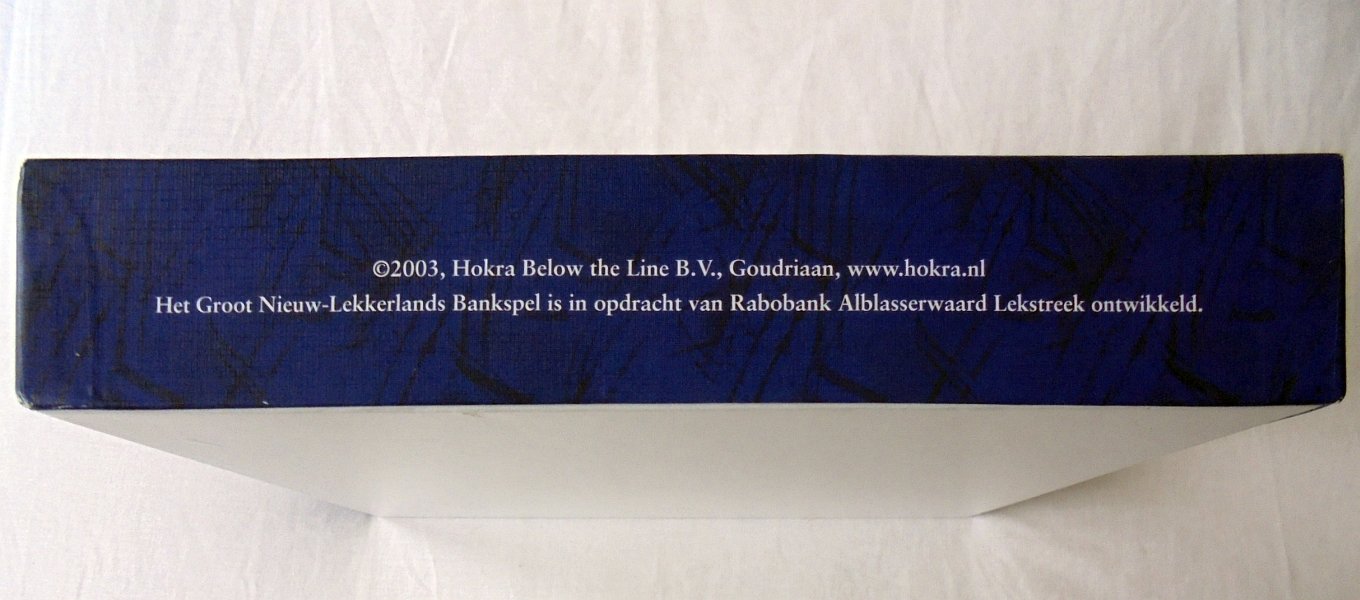 ©2003, Hokra Below the Line B.V., Goudriaan, www.hokra.nl
Het Groot Nieuw-Lekkerlands Bankspel is in opdracht van Rabobank Alblasserwaard Lekstreek ontwikkeld.